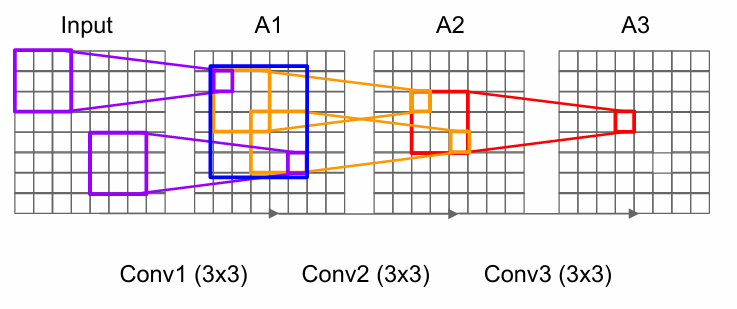 Input A1 A2 A3
Conv1 (3x3) Conv2 (3x3) Conv3 (3x3)